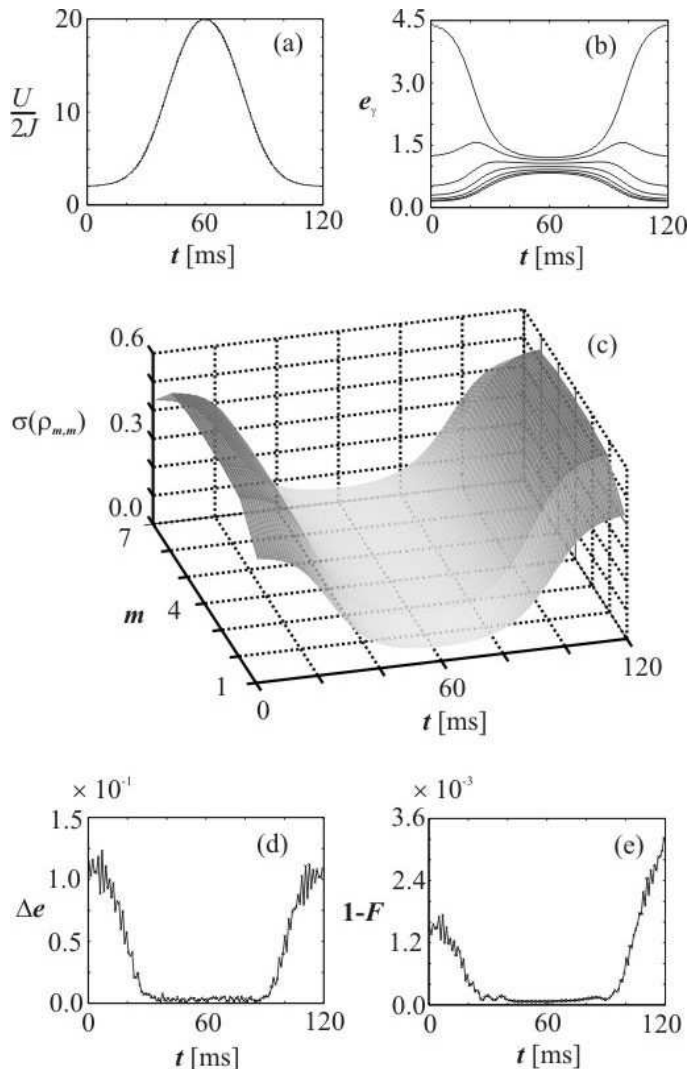 (a)
U
2J
20
10
0
0
60
120
t [ms]
(b)
e_γ
4.5
3.0
1.5
0.0
0
60
120
t [ms]
(c)
0.6
0.3
0.0
σ(ρ_{m,m})
7
4
1
m
0
60
120
t [ms]
(d)
× 10⁻¹
1.5
1.0
0.5
0.0
Δe
0
60
120
t [ms]
(e)
× 10⁻³
3.6
2.4
1.2
0.0
1-F
0
60
120
t [ms]